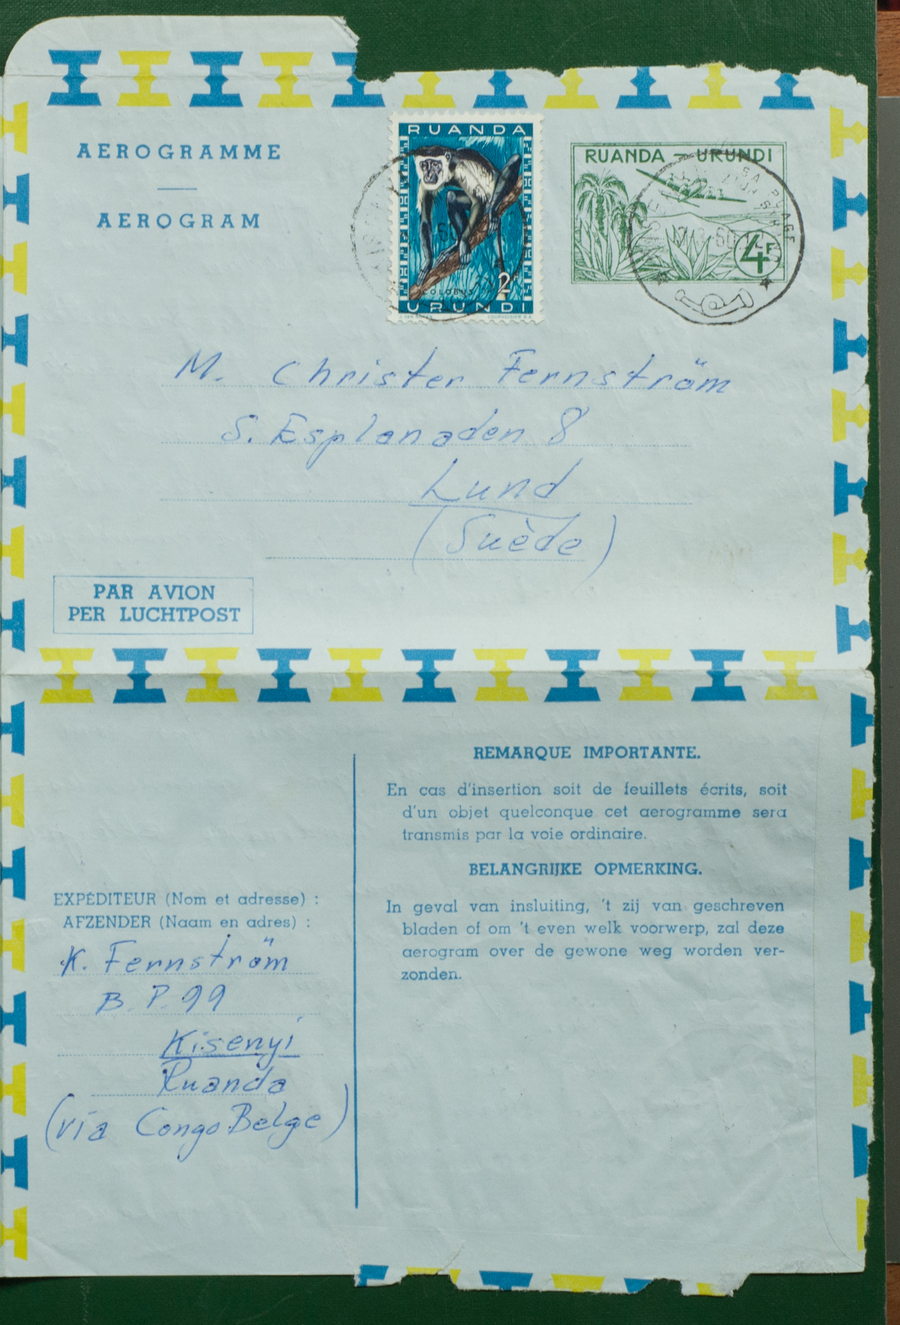 AEROGRAMME
AEROGRAM
RUANDA
COLOBUS
2F
URUNDI
RUANDA - URUNDI
4F
M. Christer Fernström
S. Esplanaden 8
Lund
(Suède)
PAR AVION
PER LUCHTPOST
REMARQUE IMPORTANTE.
En cas d'insertion soit de feuillets écrits, soit
d'un objet quelconque cet aerogramme sera
transmis par la voie ordinaire.
BELANGRIJKE OPMERKING.
In geval van insluiting, 't zij van geschreven
bladen of om 't even welk voorwerp, zal deze
aerogram over de gewone weg worden ver-
zonden.
EXPÉDITEUR (Nom et adresse) :
AFZENDER (Naam en adres) :
K. Fernström
B.P. 99
Kisenyi
Ruanda
(via Congo Belge)